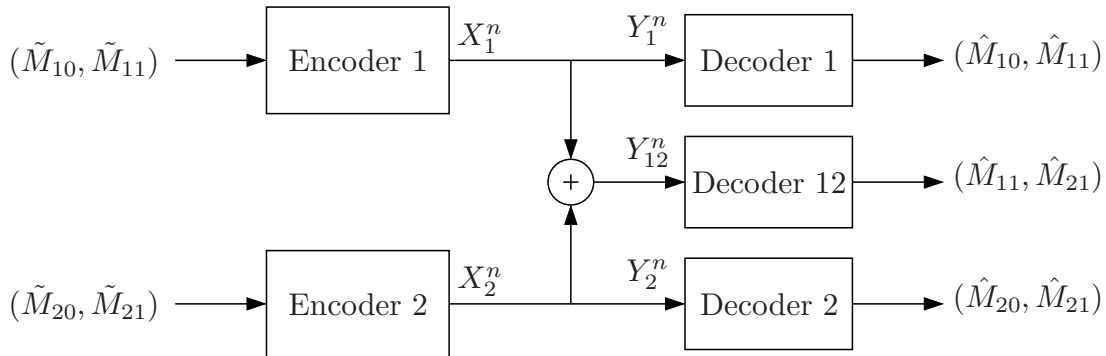 (M̃₁₀, M̃₁₁) Encoder 1 X₁ⁿ Y₁ⁿ Decoder 1 (M̂₁₀, M̂₁₁)
+ Y₁₂ⁿ Decoder 12 (M̂₁₁, M̂₂₁)
(M̃₂₀, M̃₂₁) Encoder 2 X₂ⁿ Y₂ⁿ Decoder 2 (M̂₂₀, M̂₂₁)